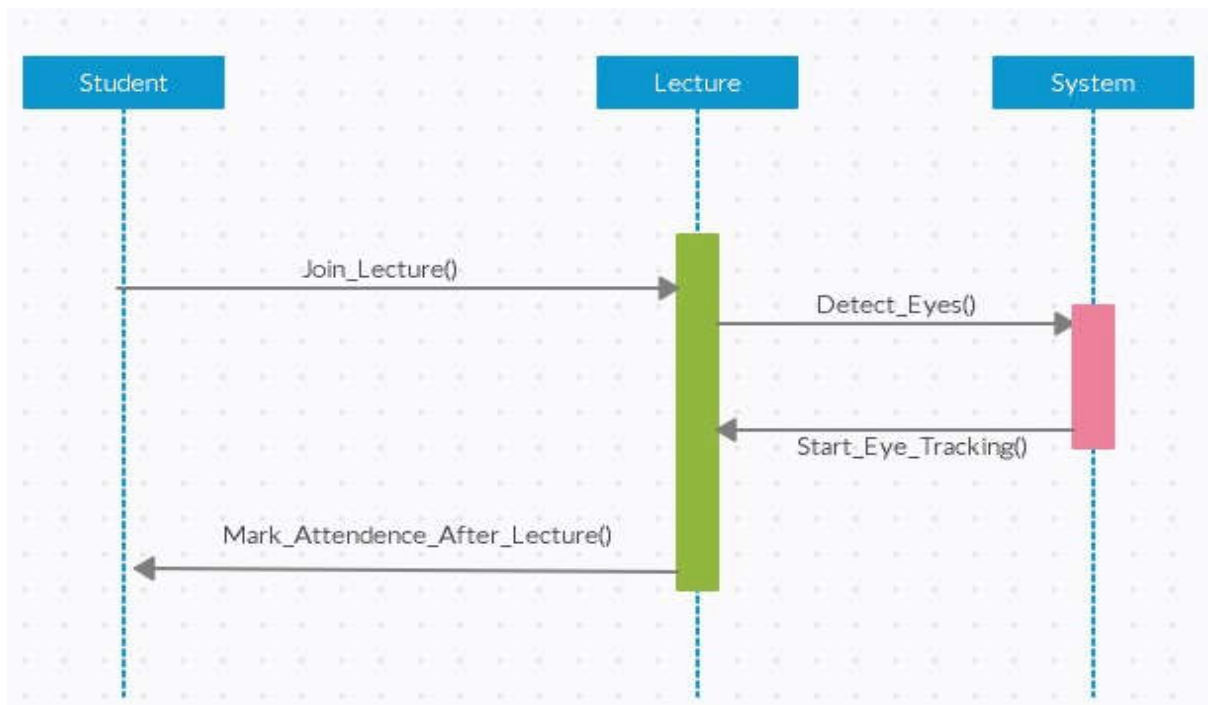 Student
Lecture
System
Join_Lecture()
Detect_Eyes()
Start_Eye_Tracking()
Mark_Attendence_After_Lecture()